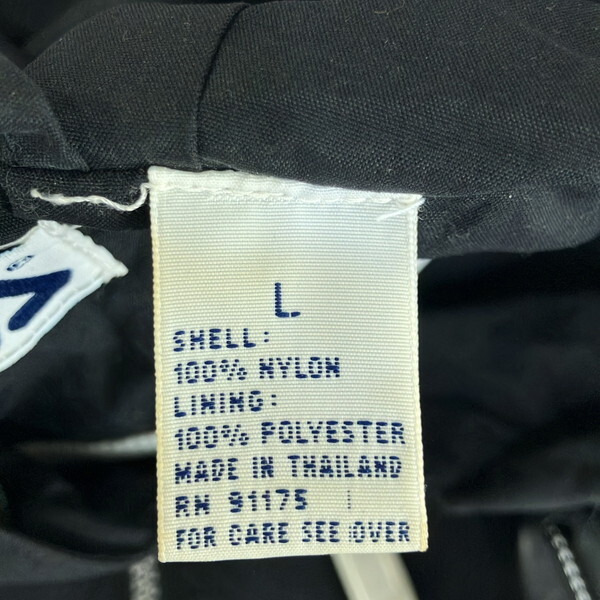 L
SHELL:
100% NYLON
LINING:
100% POLYESTER
MADE IN THAILAND
RN 91175
FOR CARE SEE OVER